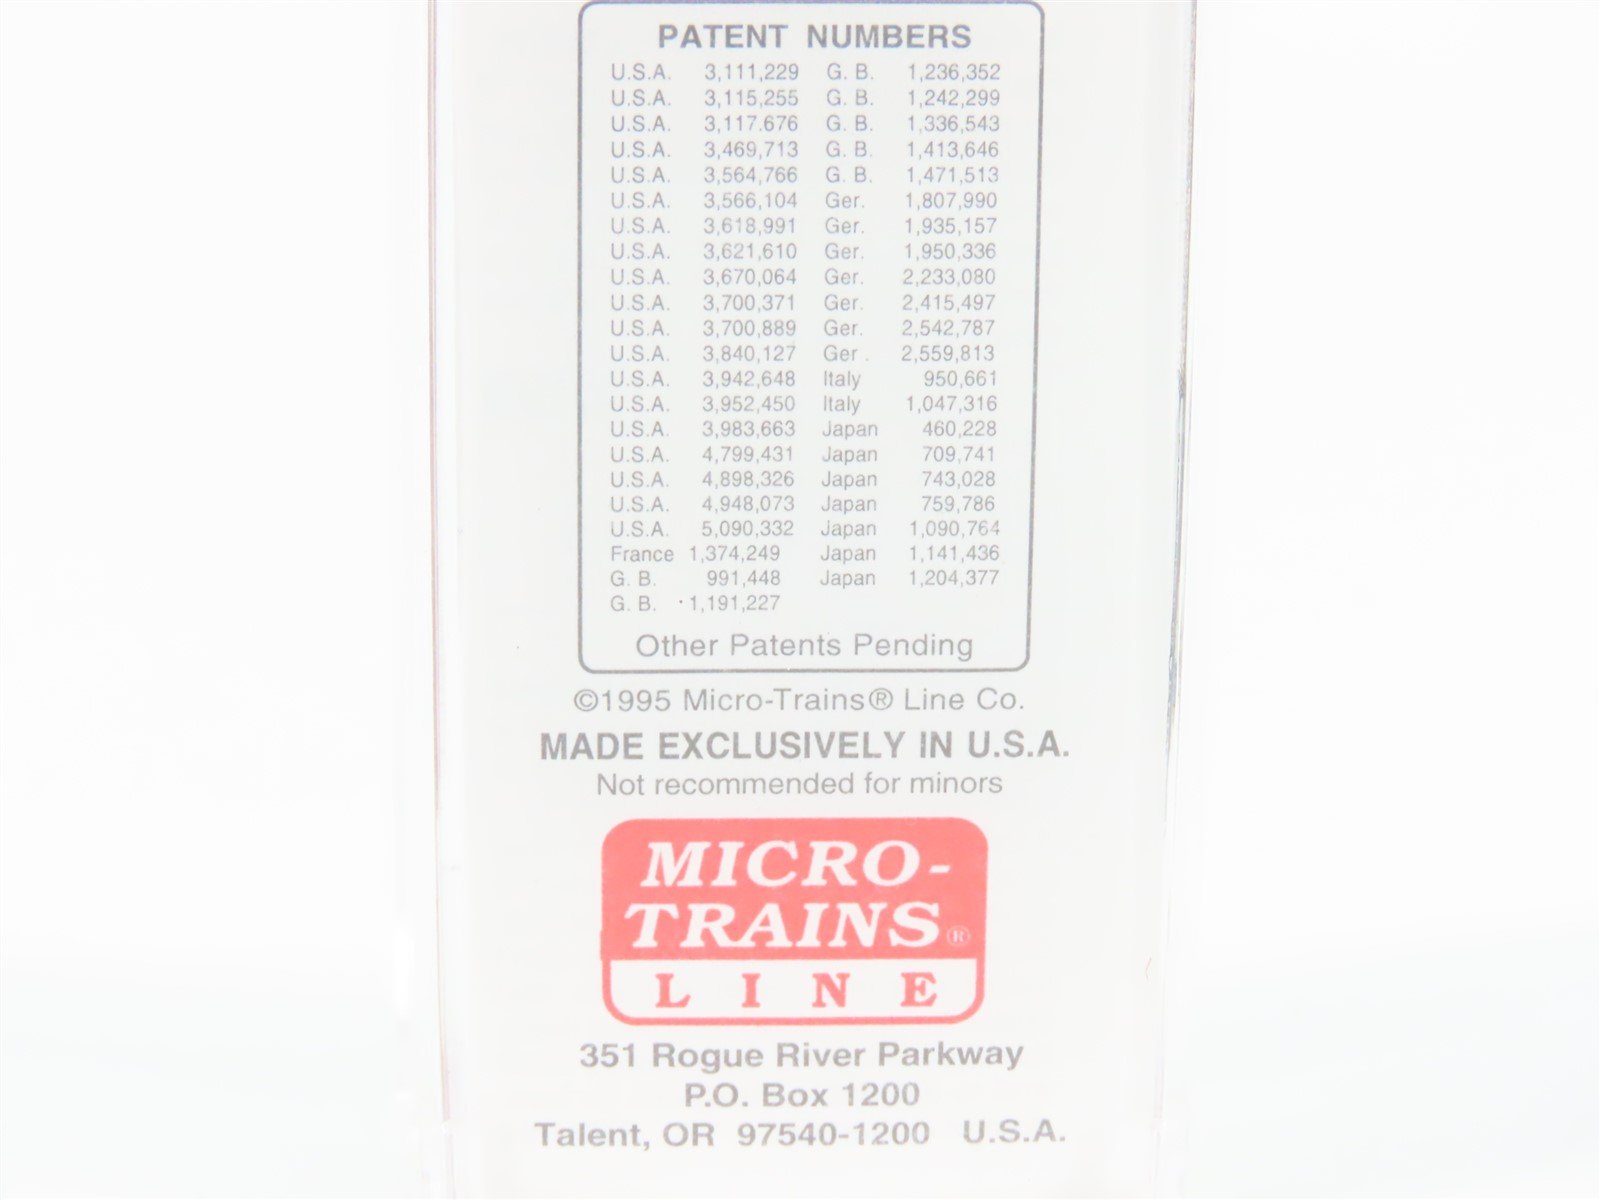 PATENT NUMBERS
U.S.A. 3,111,229 G. B. 1,236,352
U.S.A. 3,115,255 G. B. 1,242,299
U.S.A. 3,117.676 G. B. 1,336,543
U.S.A. 3,469,713 G. B. 1,413,646
U.S.A. 3,564,766 G. B. 1,471,513
U.S.A. 3,566,104 Ger. 1,807,990
U.S.A. 3,618,991 Ger. 1,935,157
U.S.A. 3,621,610 Ger. 1,950,336
U.S.A. 3,670,064 Ger. 2,233,080
U.S.A. 3,700,371 Ger. 2,415,497
U.S.A. 3,700,889 Ger. 2,542,787
U.S.A. 3,840,127 Ger . 2,559,813
U.S.A. 3,942,648 Italy 950,661
U.S.A. 3,952,450 Italy 1,047,316
U.S.A. 3,983,663 Japan 460,228
U.S.A. 4,799,431 Japan 709,741
U.S.A. 4,898,326 Japan 743,028
U.S.A. 4,948,073 Japan 759,786
U.S.A. 5,090,332 Japan 1,090,764
France 1,374,249 Japan 1,141,436
G. B. 991,448 Japan 1,204,377
G. B. 1,191,227
Other Patents Pending
©1995 Micro-Trains® Line Co.
MADE EXCLUSIVELY IN U.S.A.
Not recommended for minors
MICRO-
TRAINS®
LINE
351 Rogue River Parkway
P.O. Box 1200
Talent, OR 97540-1200 U.S.A.